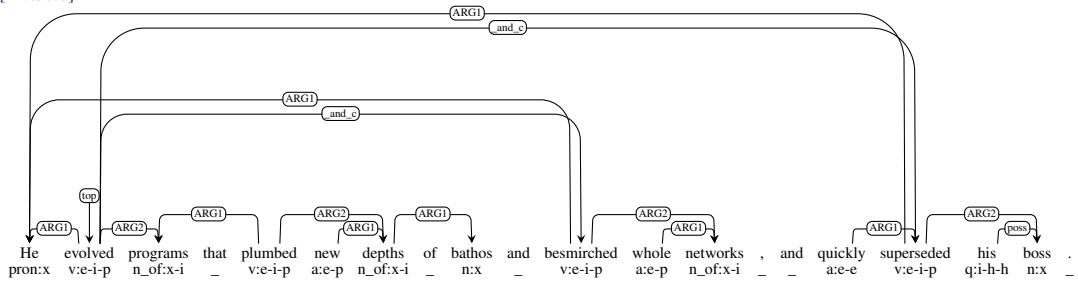 ARG1
_and_c
ARG1
_and_c
top
ARG1 ARG2 ARG1 ARG2 ARG1 ARG1 ARG2 ARG1 ARG1 ARG2 poss
He evolved programs that plumbed new depths of bathos and besmirched whole networks , and quickly superseded his boss .
pron:x v:e-i-p n_of:x-i _ v:e-i-p a:e-p n_of:x-i _ n:x _ v:e-i-p a:e-p n_of:x-i _ _ a:e-e v:e-i-p q:i-h-h n:x _